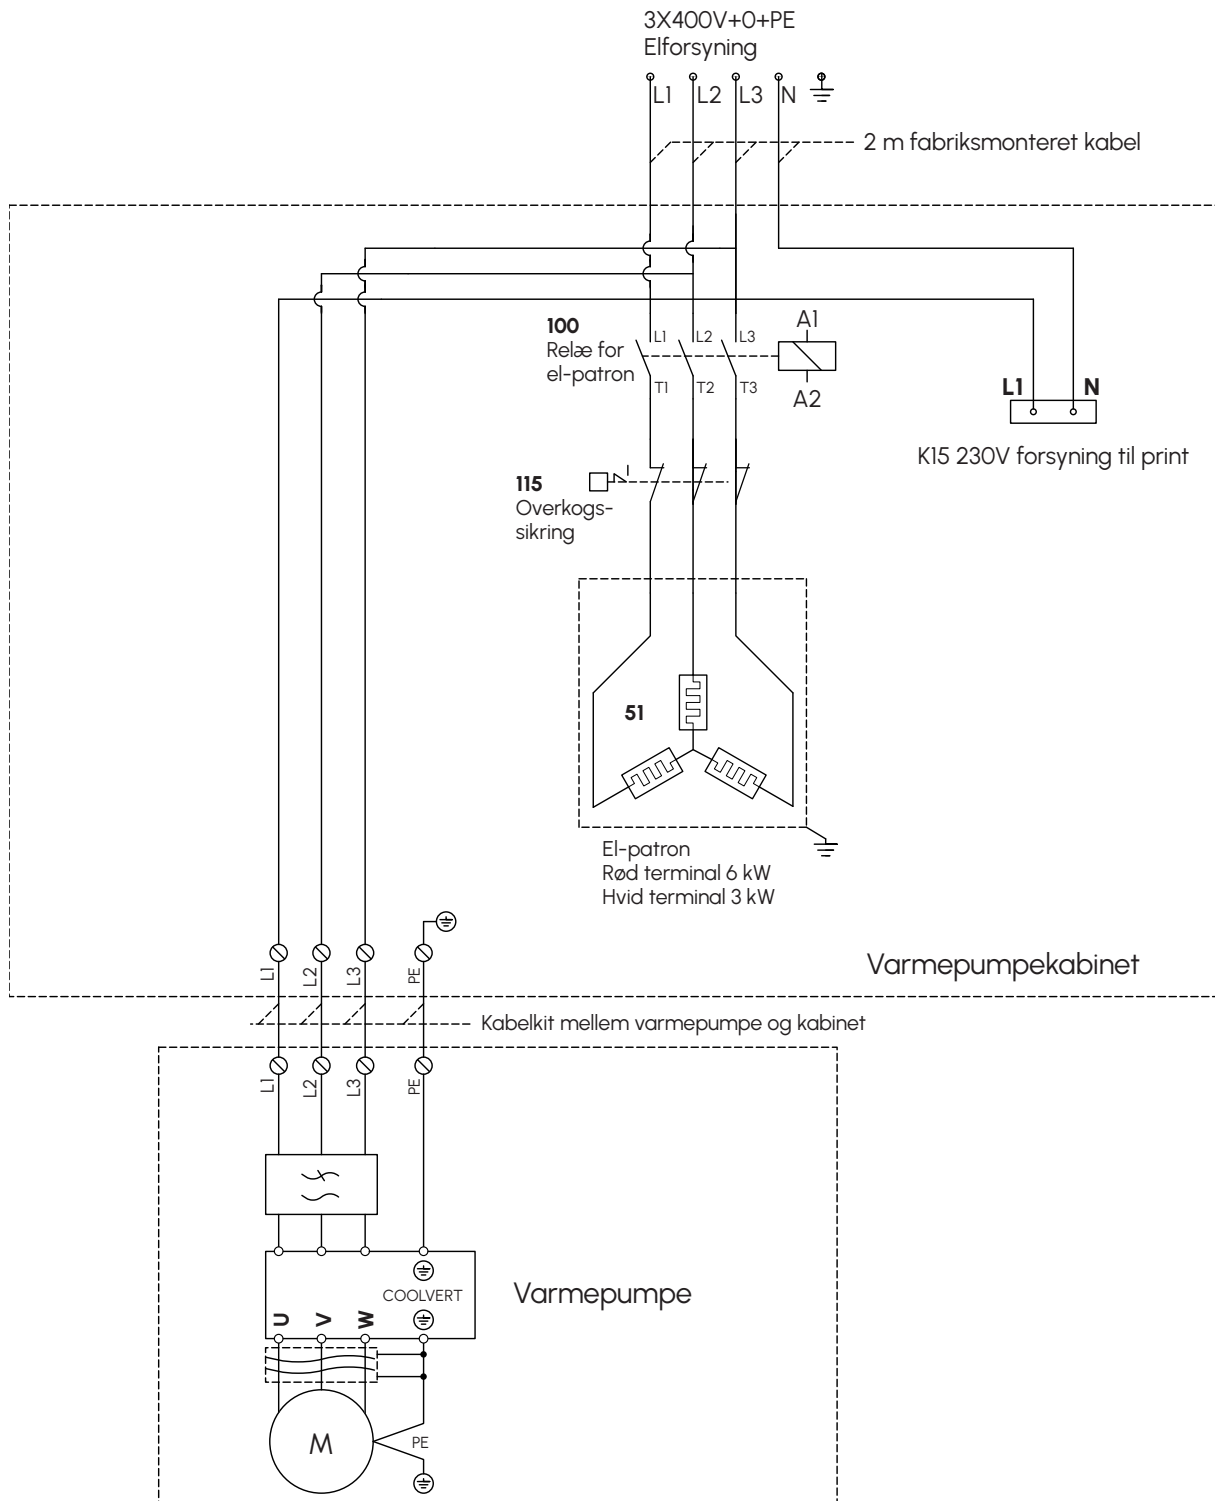 3X400V+0+PE
Elforsyning
L1 L2 L3 N
2 m fabriksmonteret kabel
100
Relæ for
el-patron
L1 L2 L3
T1 T2 T3
A1
A2
L1 N
K15 230V forsyning til print
115
Overkogs-
sikring
51
El-patron
Rød terminal 6 kW
Hvid terminal 3 kW
Varmepumpekabinet
L1 L2 L3 PE
Kabelkit mellem varmepumpe og kabinet
L1 L2 L3 PE
COOLVERT
U V W
Varmepumpe
M
PE